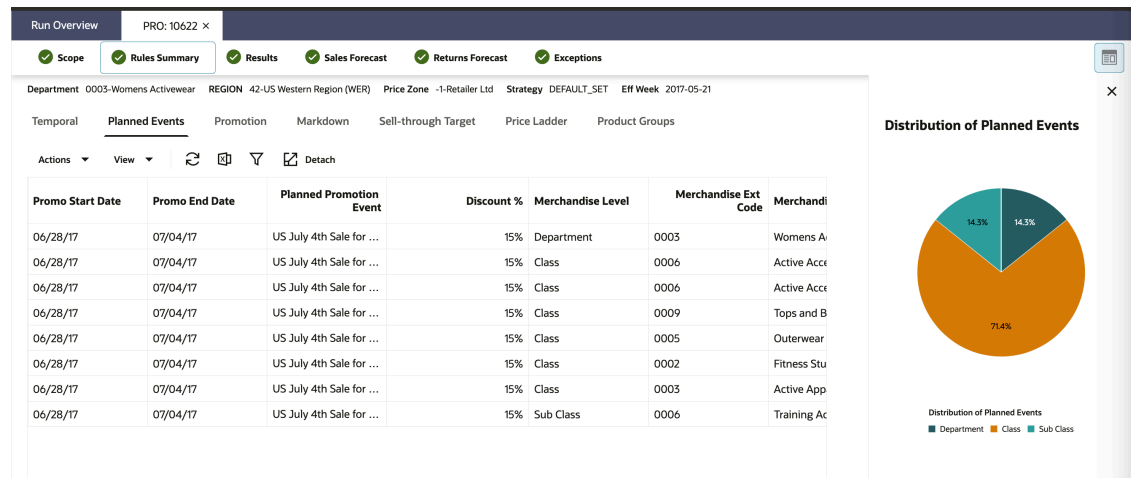 Run Overview PRO: 10622 ×
Scope Rules Summary Results Sales Forecast Returns Forecast Exceptions
Department 0003-Womens Activewear REGION 42-US Western Region (WER) Price Zone -1-Retailer Ltd Strategy DEFAULT_SET Eff Week 2017-05-21
Temporal Planned Events Promotion Markdown Sell-through Target Price Ladder Product Groups
Actions View Detach
Promo Start Date Promo End Date Planned Promotion Event Discount % Merchandise Level Merchandise Ext Code Merchandi
06/28/17 07/04/17 US July 4th Sale for ... 15% Department 0003 Womens A
06/28/17 07/04/17 US July 4th Sale for ... 15% Class 0006 Active Acce
06/28/17 07/04/17 US July 4th Sale for ... 15% Class 0006 Active Acce
06/28/17 07/04/17 US July 4th Sale for ... 15% Class 0009 Tops and B
06/28/17 07/04/17 US July 4th Sale for ... 15% Class 0005 Outerwear
06/28/17 07/04/17 US July 4th Sale for ... 15% Class 0002 Fitness Stu
06/28/17 07/04/17 US July 4th Sale for ... 15% Class 0003 Active App
06/28/17 07/04/17 US July 4th Sale for ... 15% Sub Class 0006 Training Ac
Distribution of Planned Events
14.3% 14.3%
71.4%
Distribution of Planned Events
Department Class Sub Class